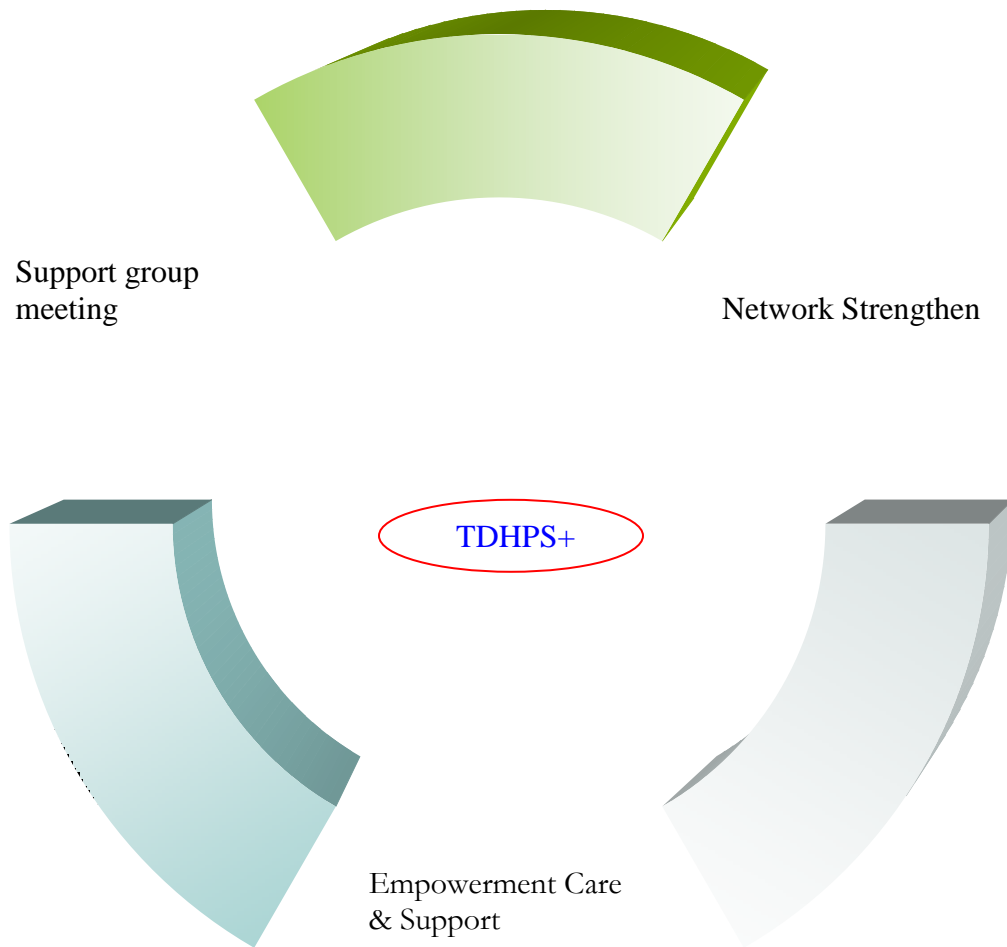 Support group
meeting
Network Strengthen
TDHPS+
Empowerment Care
& Support